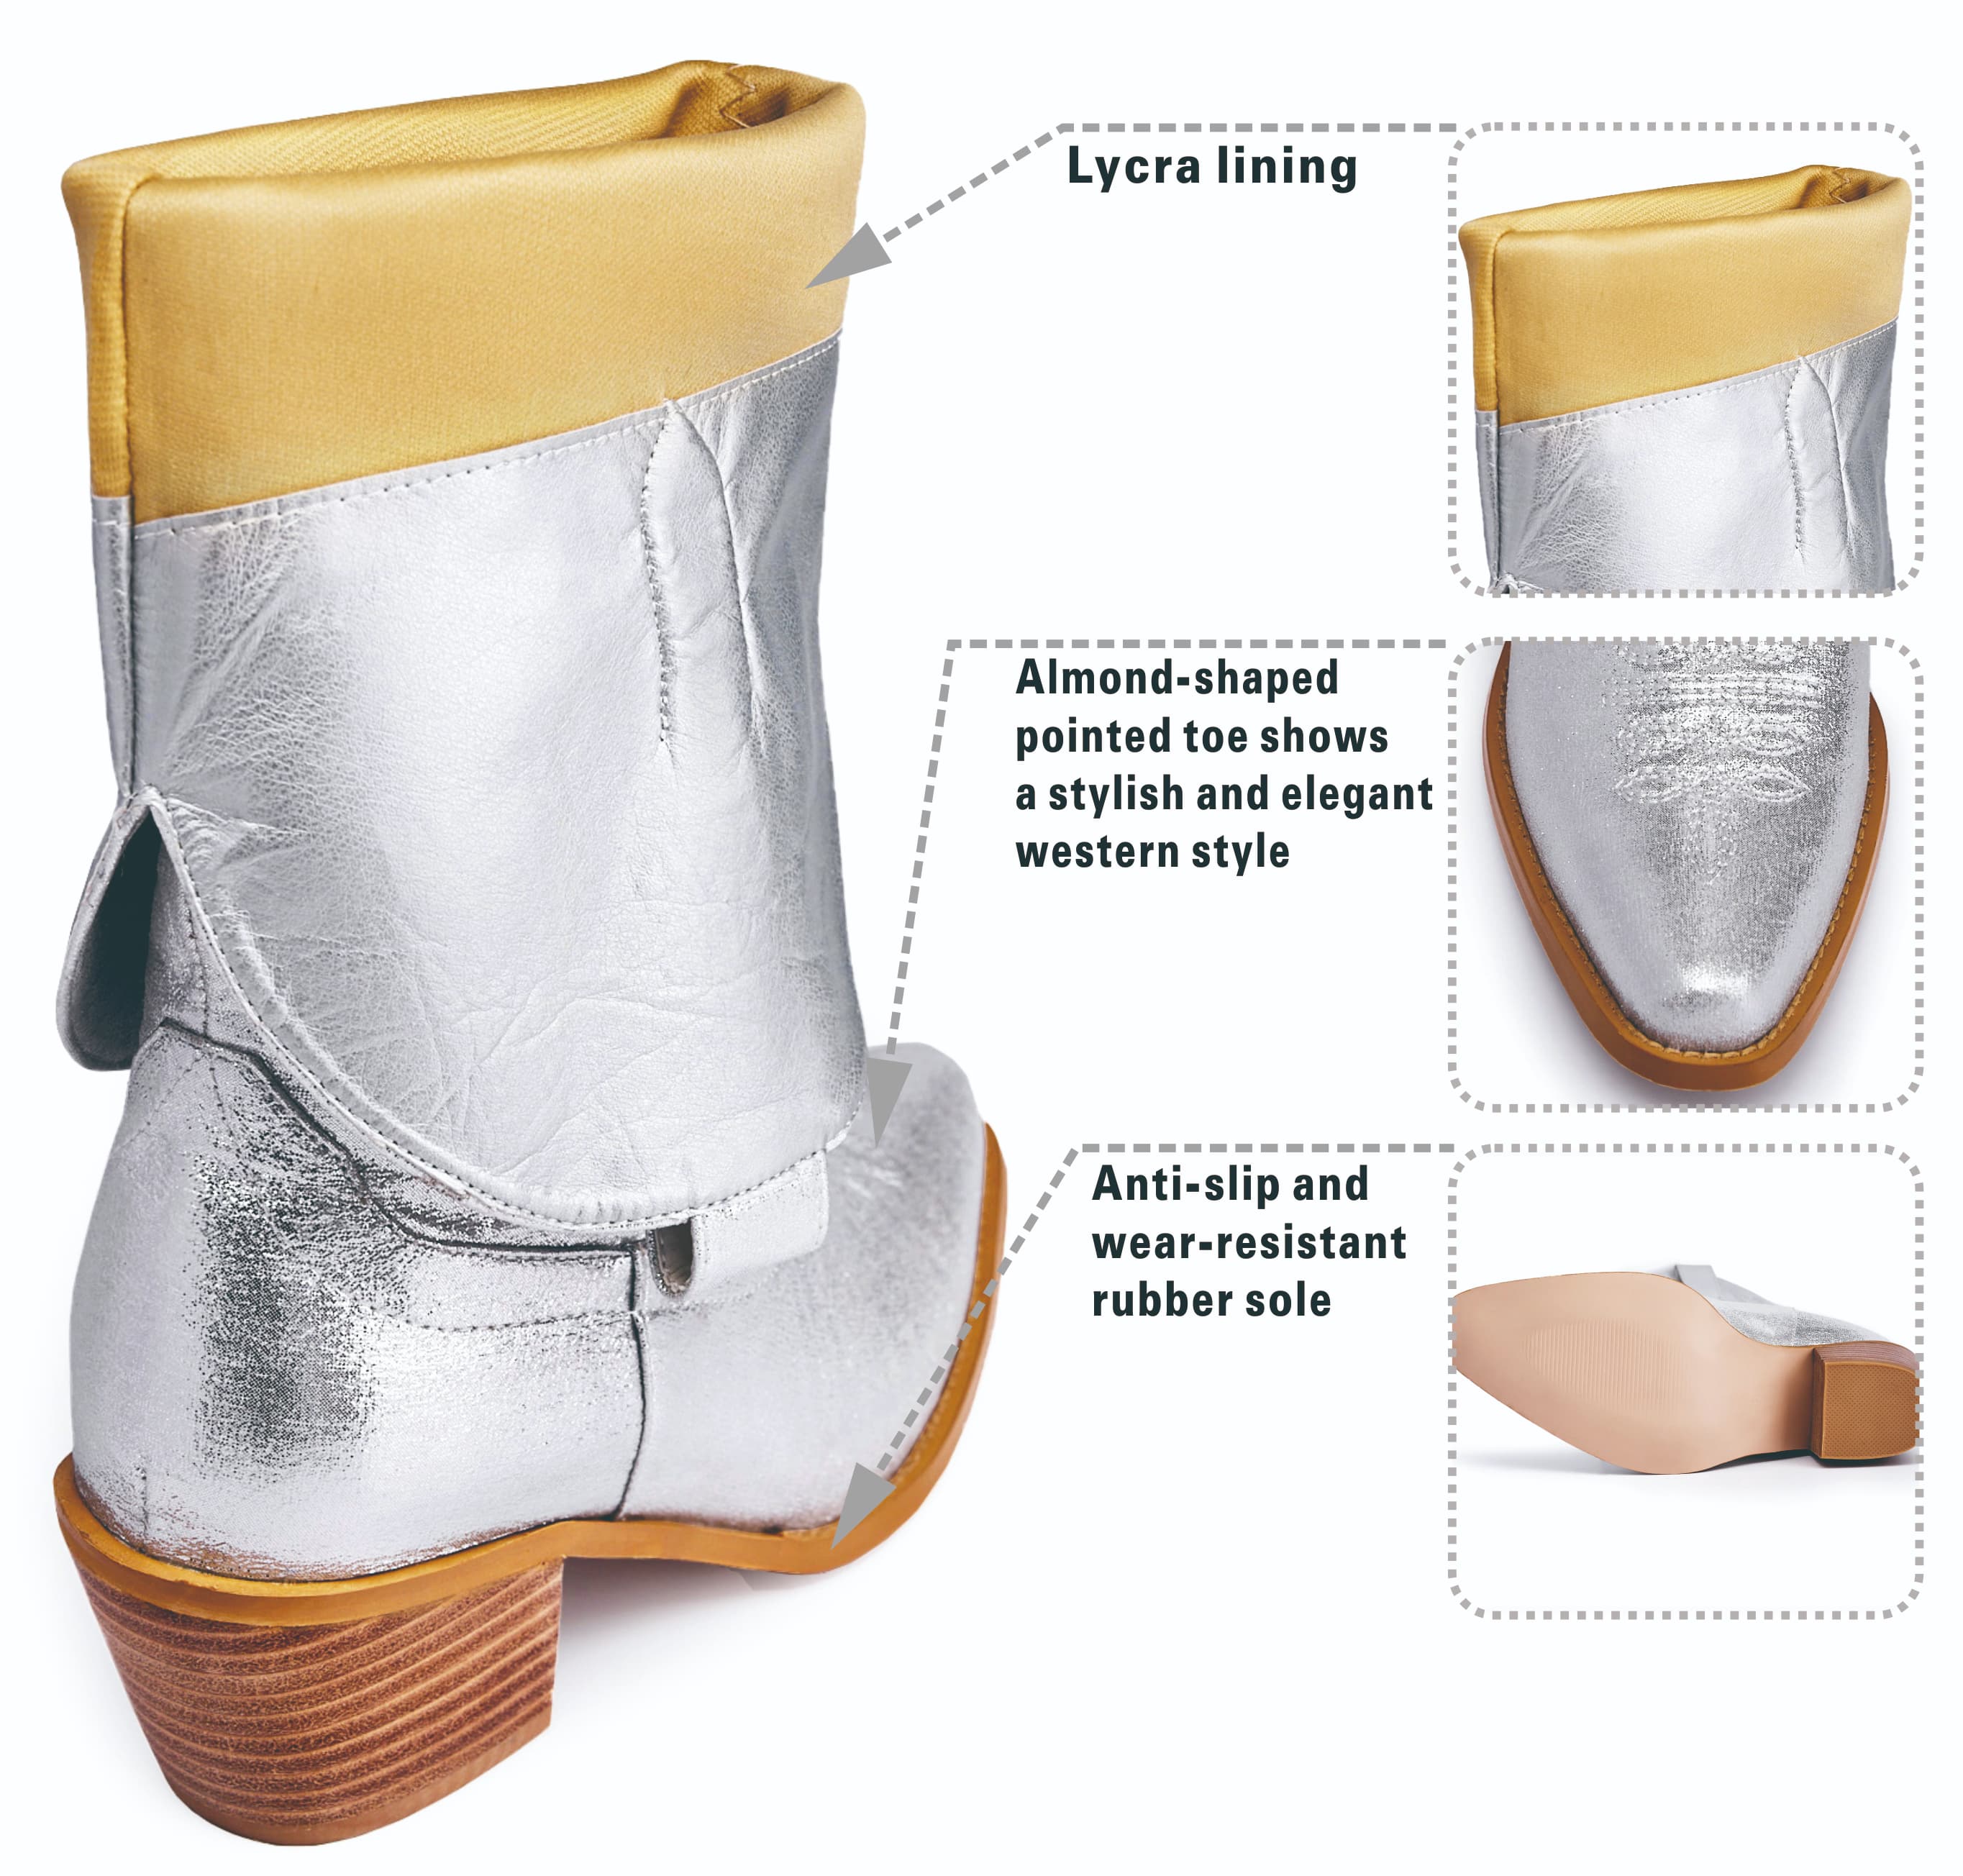 Lycra lining
Almond-shaped
pointed toe shows
a stylish and elegant
western style
Anti-slip and
wear-resistant
rubber sole